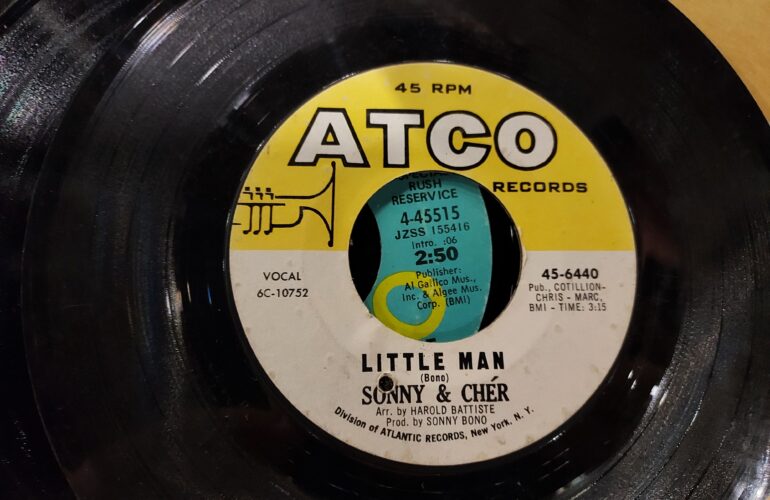 45 RPM
ATCO
RECORDS
VOCAL
6C-10752
45-6440
Pub., COTILLION-
CHRIS - MARC,
BMI - TIME: 3:15
LITTLE MAN
(Bono)
SONNY & CHÉR
Arr. by HAROLD BATTISTE
Prod. by SONNY BONO
Division of ATLANTIC RECORDS, New York, N. Y.
RUSH
RESERVICE
4-45515
JZSS 155416
Intro. :06
2:50
Publisher:
Al Gallico Mus.,
Inc. & Algee Mus.
Corp. (BMI)